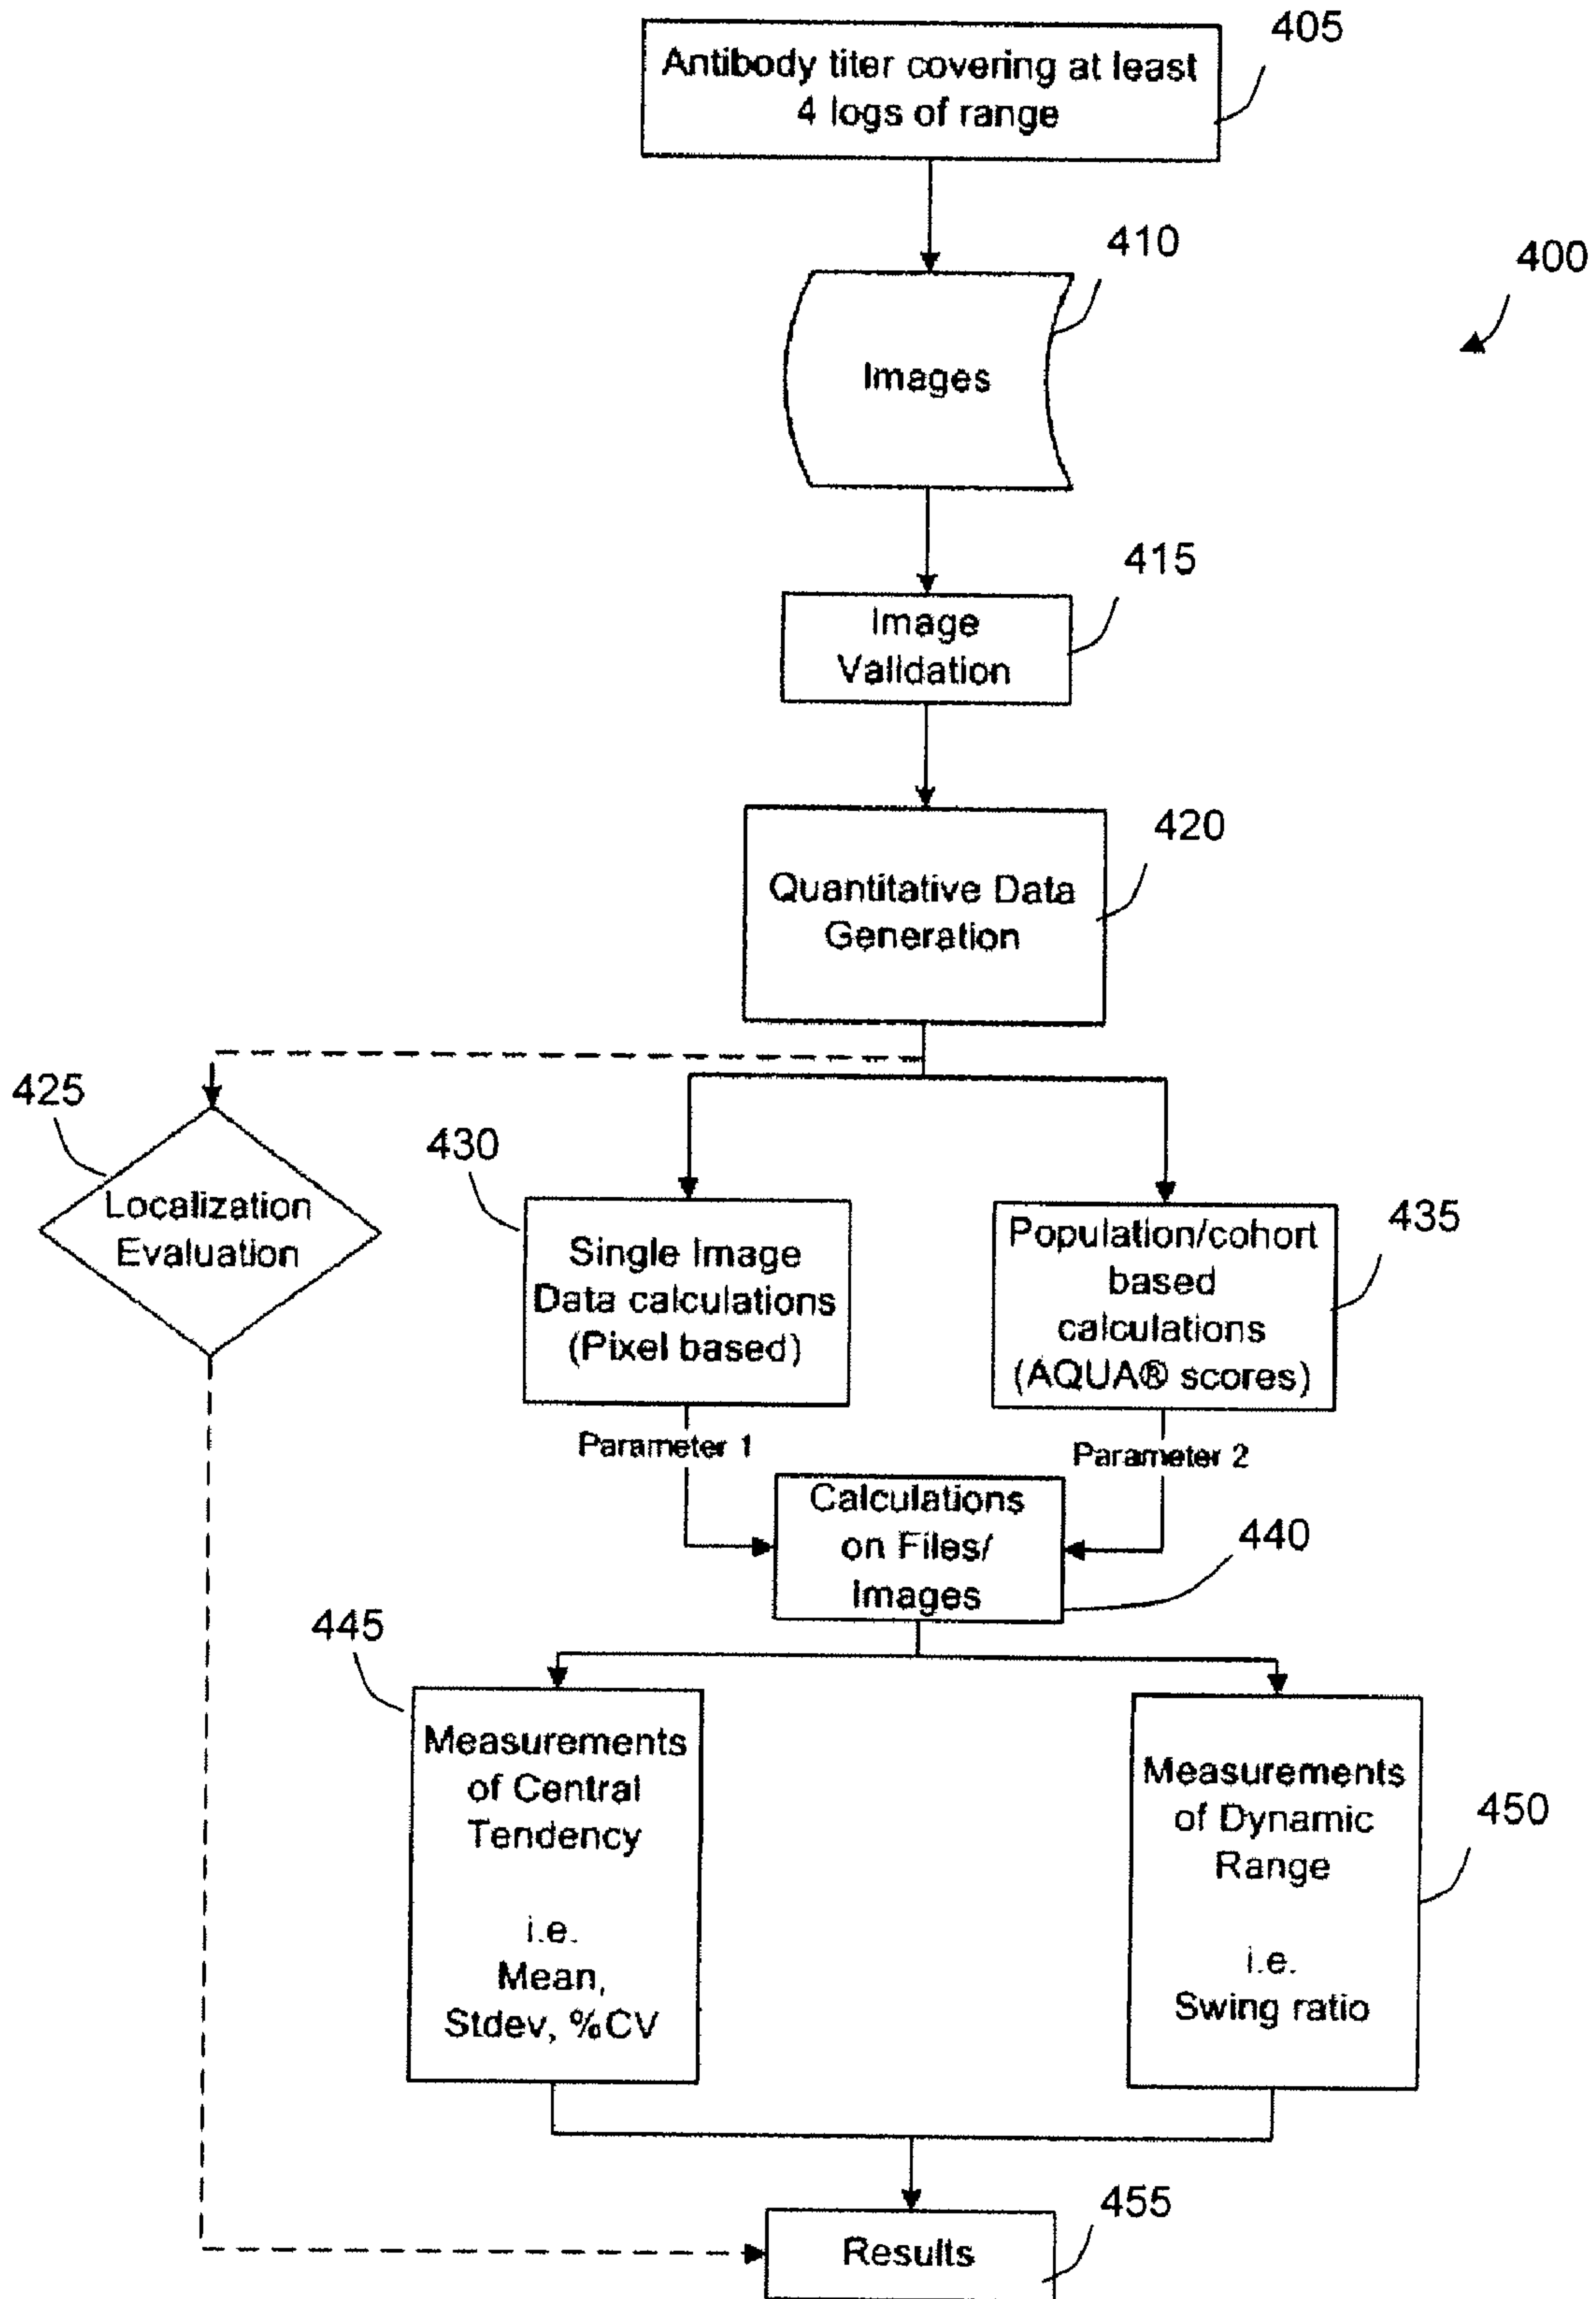 405
Antibody titer covering at least
4 logs of range
410
400
Images
415
Image
Validation
420
Quantitative Data
Generation
425
Localization
Evaluation
430
Single Image
Data calculations
(Pixel based)
435
Population/cohort
based
calculations
(AQUA® scores)
Parameter 1
Parameter 2
Calculations
on Files/
Images
440
445
Measurements
of Central
Tendency
i.e.
Mean,
Stdev, %CV
Measurements
of Dynamic
Range
i.e.
Swing ratio
450
455
Results